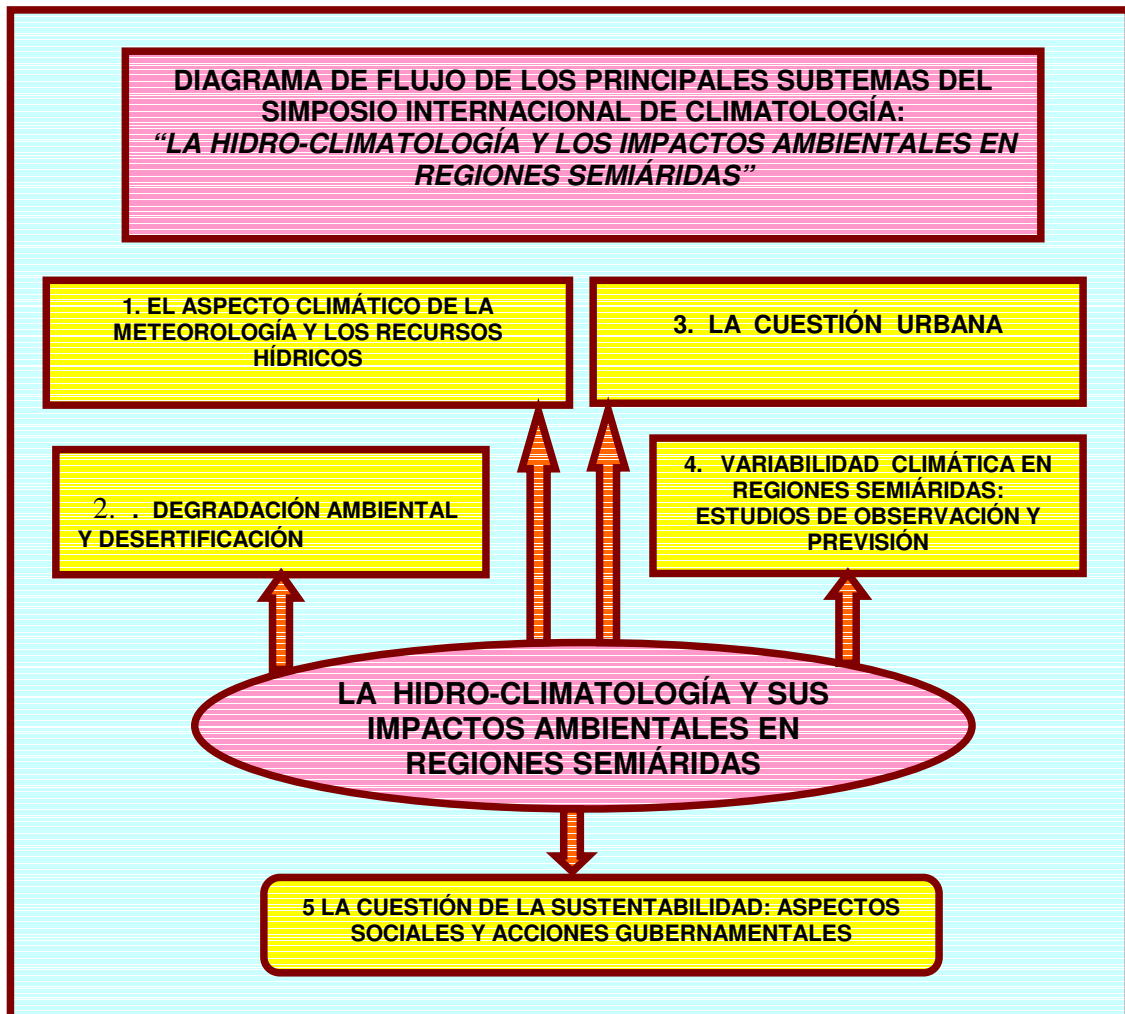 DIAGRAMA DE FLUJO DE LOS PRINCIPALES SUBTEMAS DEL
SIMPOSIO INTERNACIONAL DE CLIMATOLOGÍA:
“LA HIDRO-CLIMATOLOGÍA Y LOS IMPACTOS AMBIENTALES EN
REGIONES SEMIÁRIDAS”
1. EL ASPECTO CLIMÁTICO DE LA
METEOROLOGÍA Y LOS RECURSOS
HÍDRICOS
3. LA CUESTIÓN URBANA
2. . DEGRADACIÓN AMBIENTAL
Y DESERTIFICACIÓN
4. VARIABILIDAD CLIMÁTICA EN
REGIONES SEMIÁRIDAS:
ESTUDIOS DE OBSERVACIÓN Y
PREVISIÓN
LA HIDRO-CLIMATOLOGÍA Y SUS
IMPACTOS AMBIENTALES EN
REGIONES SEMIÁRIDAS
5 LA CUESTIÓN DE LA SUSTENTABILIDAD: ASPECTOS
SOCIALES Y ACCIONES GUBERNAMENTALES